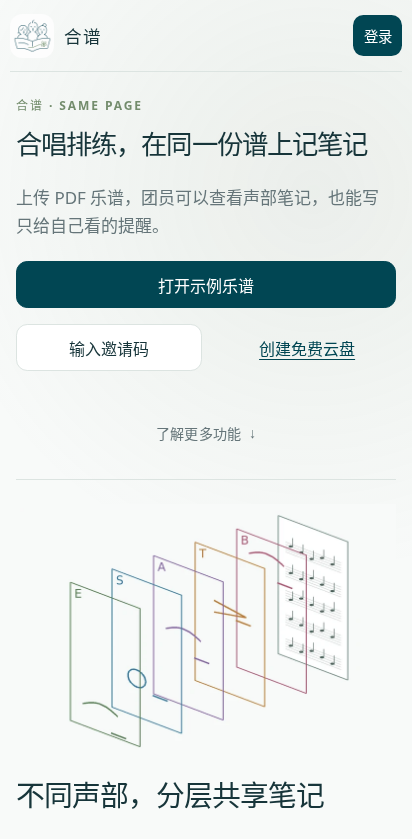 合谱
登录
合谱 · SAME PAGE
合唱排练，在同一份谱上记笔记
上传 PDF 乐谱，团员可以查看声部笔记，也能写
只给自己看的提醒。
打开示例乐谱
输入邀请码
创建免费云盘
了解更多功能 ↓
E
S
A
T
B
不同声部，分层共享笔记